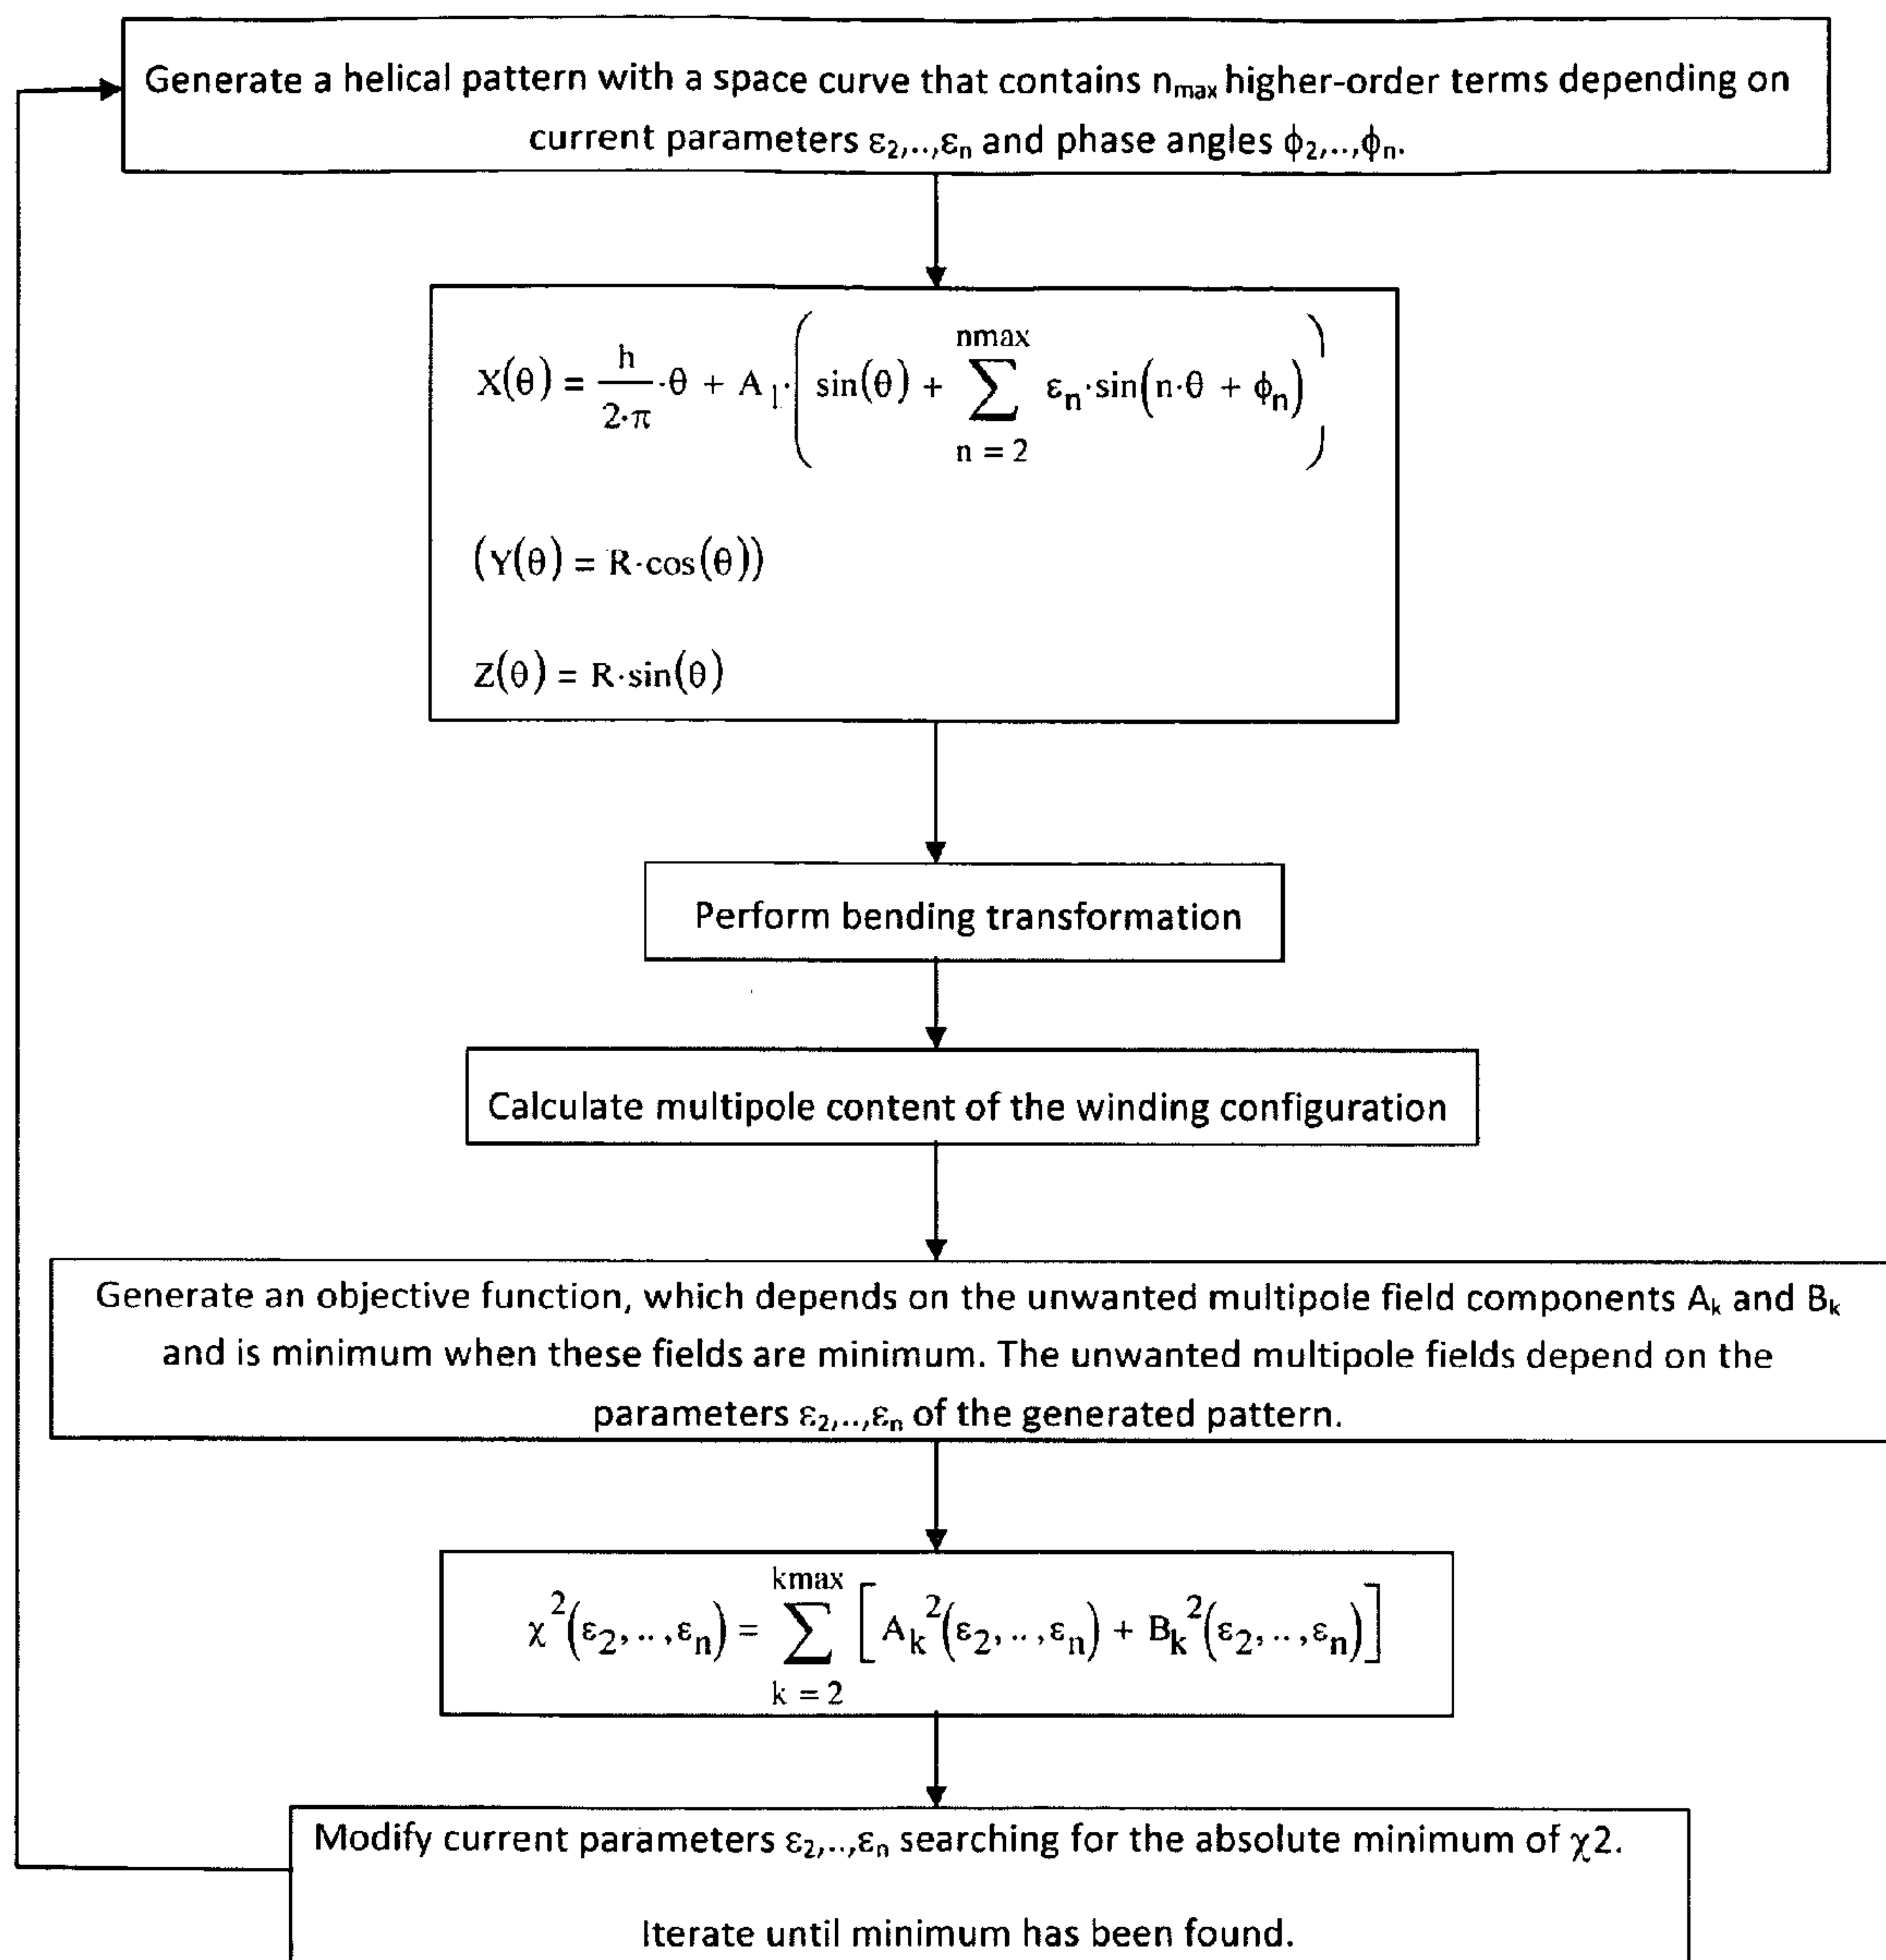 Generate a helical pattern with a space curve that contains nₘₐₓ higher-order terms depending on
current parameters ε₂,..,εₙ and phase angles ϕ₂,..,ϕₙ.
X(θ) = h/(2·π)·θ + A₁·( sin(θ) + ∑_{n = 2}^{nmax} εₙ·sin(n·θ + ϕₙ) )
(Y(θ) = R·cos(θ))
Z(θ) = R·sin(θ)
Perform bending transformation
Calculate multipole content of the winding configuration
Generate an objective function, which depends on the unwanted multipole field components Aₖ and Bₖ
and is minimum when these fields are minimum. The unwanted multipole fields depend on the
parameters ε₂,..,εₙ of the generated pattern.
χ²(ε₂,..,εₙ) = ∑_{k = 2}^{kmax} [Aₖ²(ε₂,..,εₙ) + Bₖ²(ε₂,..,εₙ)]
Modify current parameters ε₂,..,εₙ searching for the absolute minimum of χ2.
Iterate until minimum has been found.